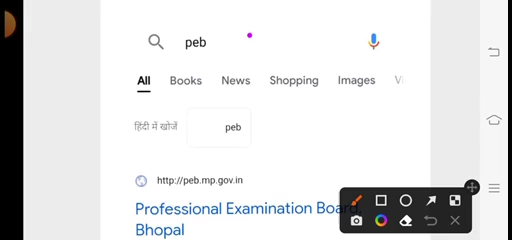 peb
All Books News Shopping Images
हिंदी में खोजें peb
http://peb.mp.gov.in
Professional Examination Board,
Bhopal